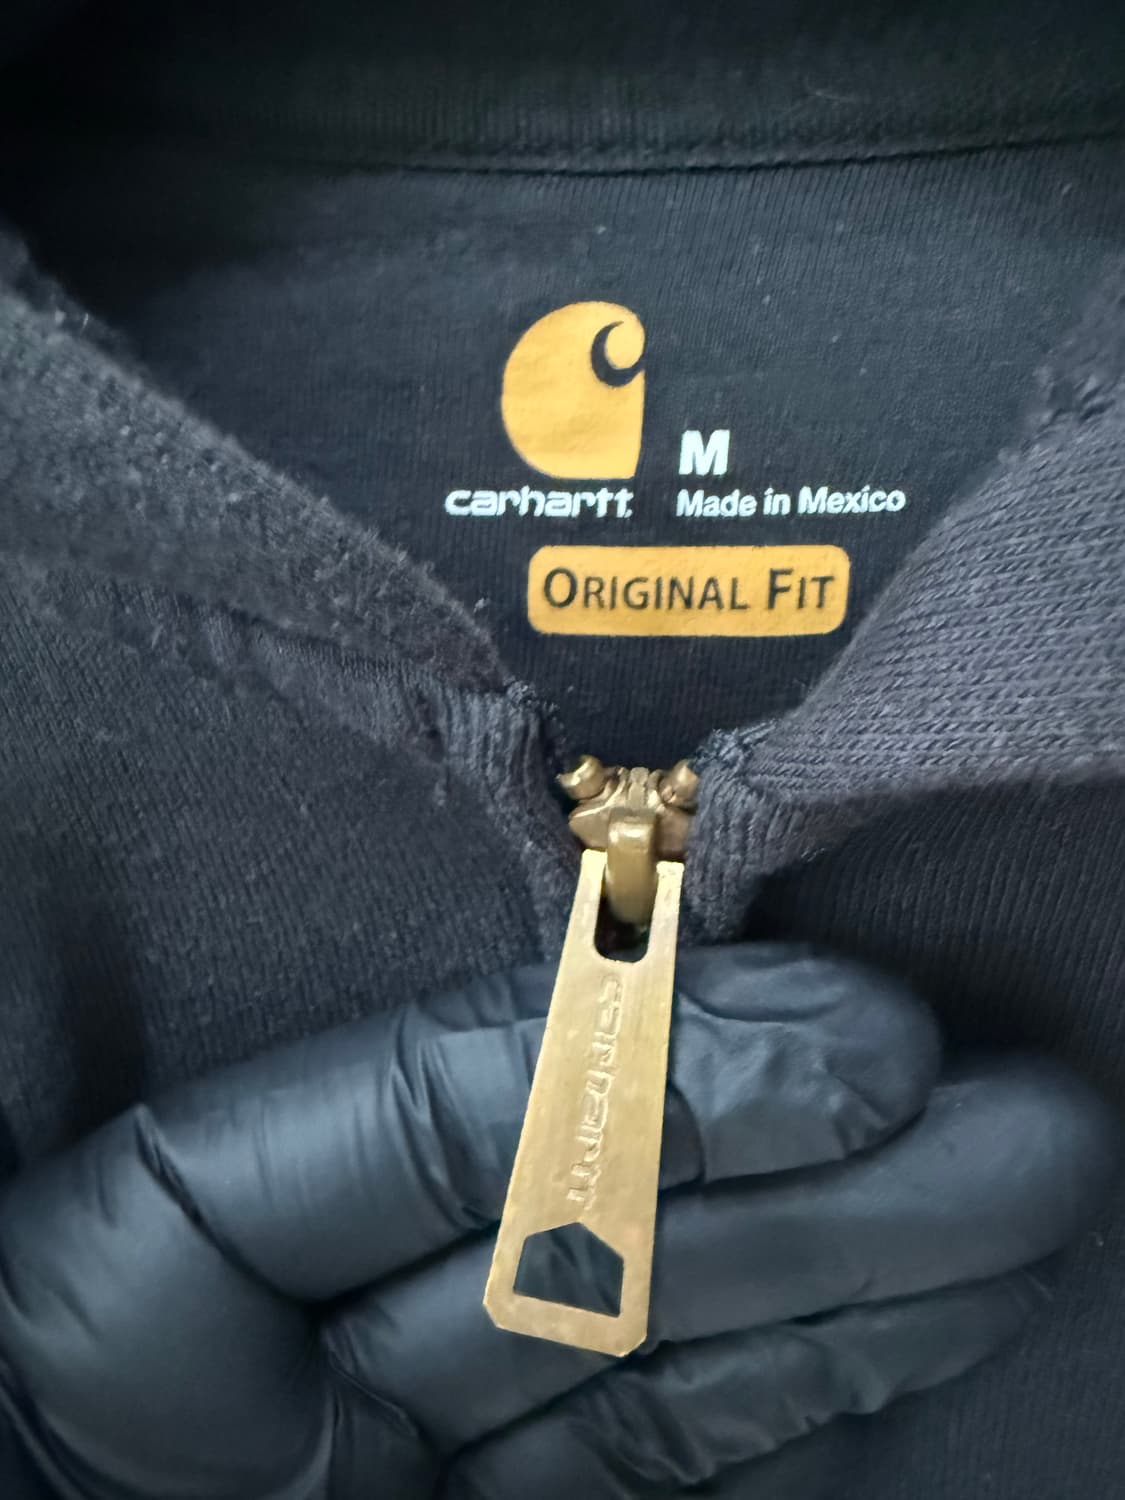 M
carhartt.
Made in Mexico
ORIGINAL FIT
carhartt